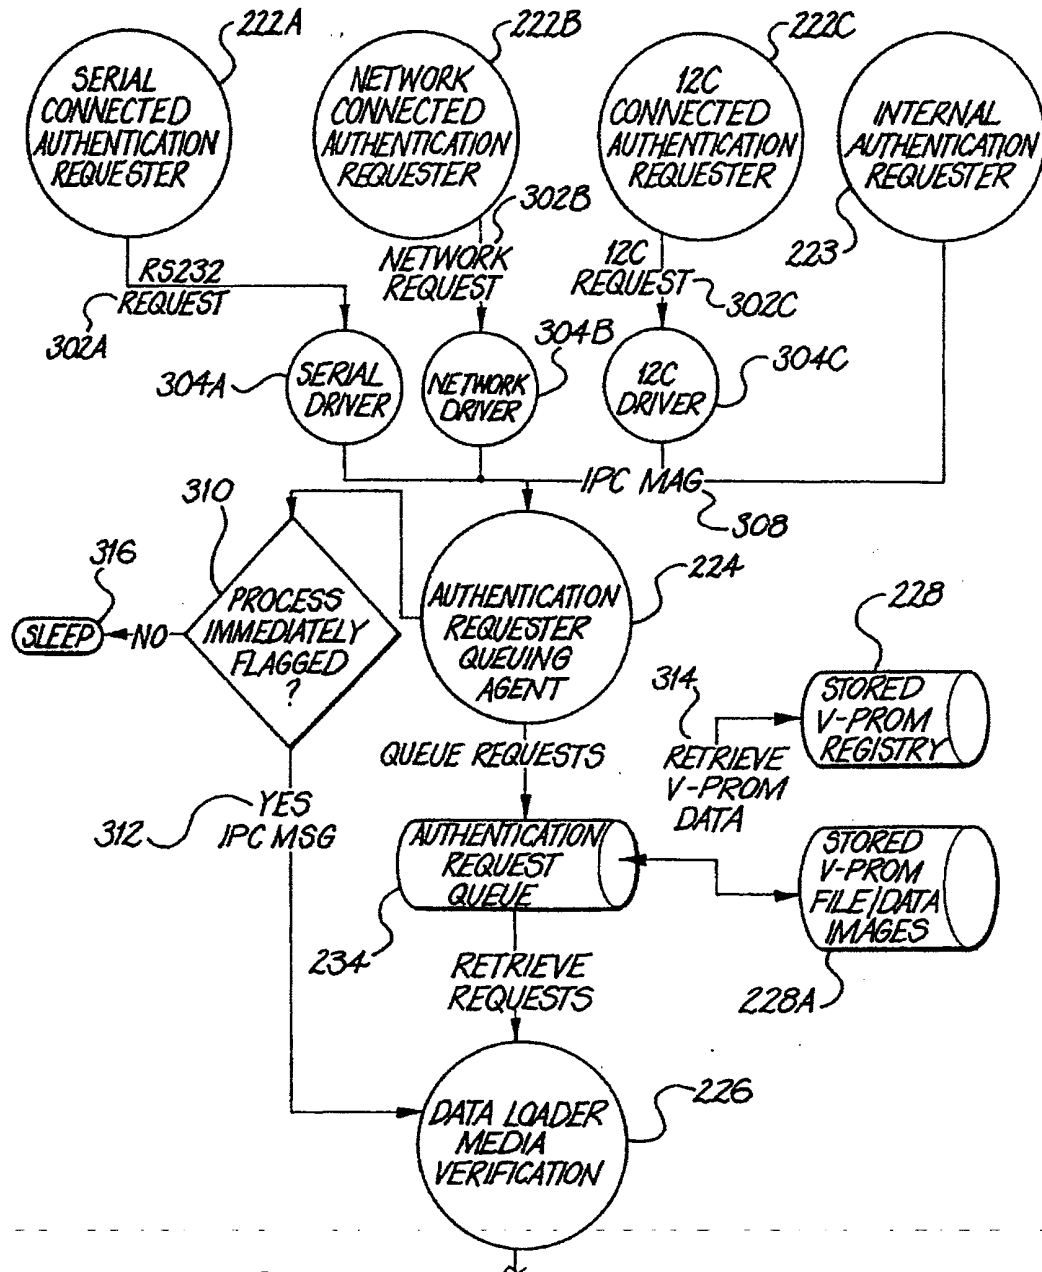 222A
SERIAL
CONNECTED
AUTHENTICATION
REQUESTER
222B
NETWORK
CONNECTED
AUTHENTICATION
REQUESTER
222C
12C
CONNECTED
AUTHENTICATION
REQUESTER
INTERNAL
AUTHENTICATION
REQUESTER
223
RS232
REQUEST
302A
302B
NETWORK
REQUEST
12C
REQUEST
302C
304A
SERIAL
DRIVER
304B
NETWORK
DRIVER
12C
DRIVER
304C
IPC MAG
308
310
316
SLEEP
NO
PROCESS
IMMEDIATELY
FLAGGED
?
AUTHENTICATION
REQUESTER
QUEUING
AGENT
224
228
STORED
V-PROM
REGISTRY
314
RETRIEVE
V-PROM
DATA
QUEUE REQUESTS
312
YES
IPC MSG
AUTHENTICATION
REQUEST
QUEUE
234
STORED
V-PROM
FILE/DATA
IMAGES
228A
RETRIEVE
REQUESTS
DATA LOADER
MEDIA
VERIFICATION
226